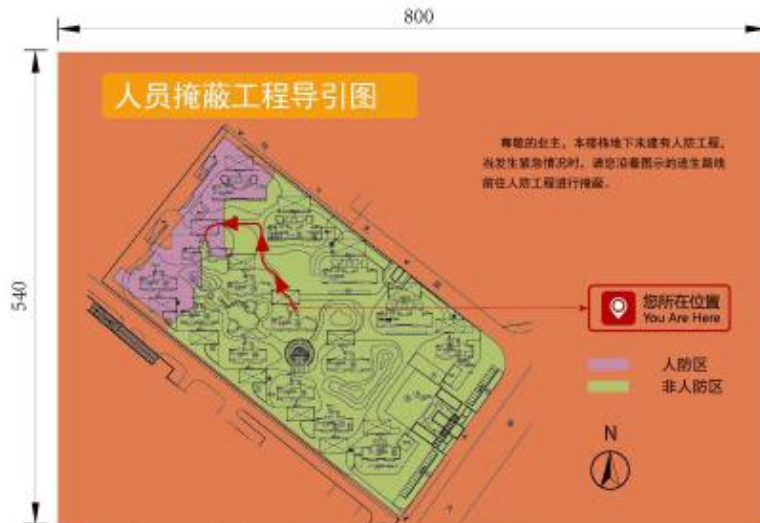 800
540
人员掩蔽工程导引图
尊敬的业主，本楼栋地下未建有人防工程，
当发生紧急情况时，请您沿着图示的逃生路线
前往人防工程进行掩蔽。
您所在位置
You Are Here
人防区
非人防区
N